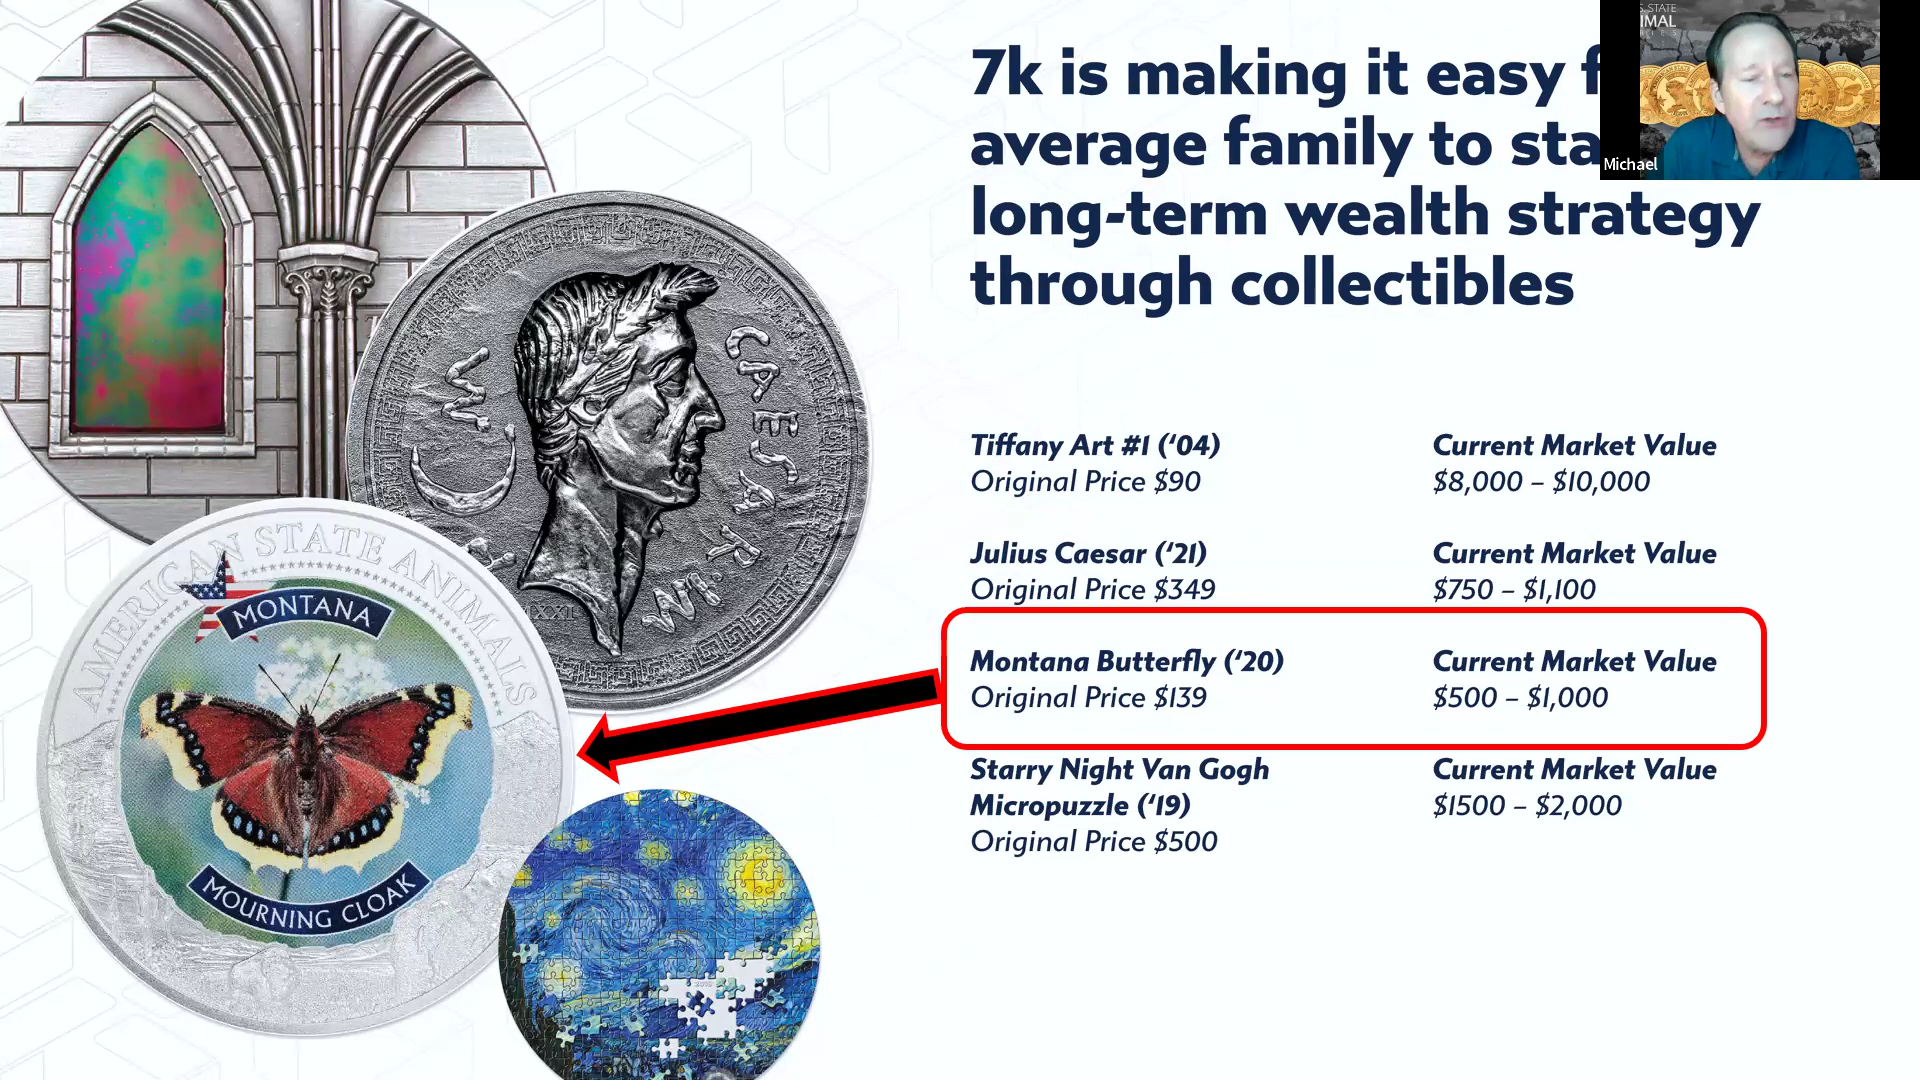 7k is making it easy
average family to
long-term wealth strategy
through collectibles
S. STATE
IMAL
Michael
Tiffany Art #1 (‘04)
Original Price $90
Current Market Value
$8,000 – $10,000
Julius Caesar (‘21)
Original Price $349
Current Market Value
$750 – $1,100
Montana Butterfly (‘20)
Original Price $139
Current Market Value
$500 – $1,000
Starry Night Van Gogh
Micropuzzle (‘19)
Original Price $500
Current Market Value
$1500 – $2,000
CAESAR
AMERICAN STATE ANIMALS
MONTANA
MOURNING CLOAK